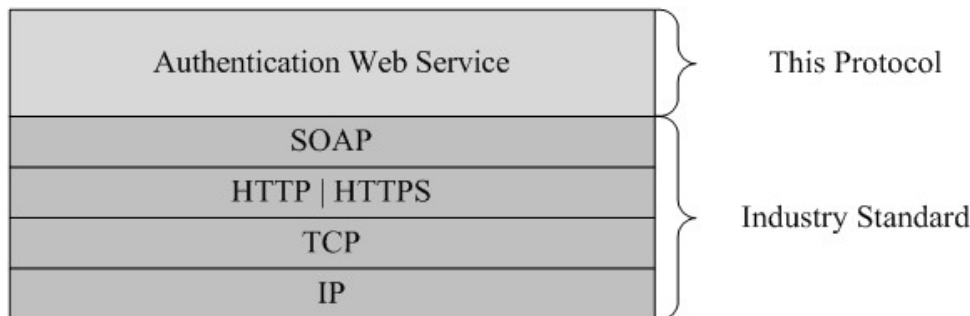 Authentication Web Service
This Protocol
SOAP
HTTP | HTTPS
TCP
IP
Industry Standard